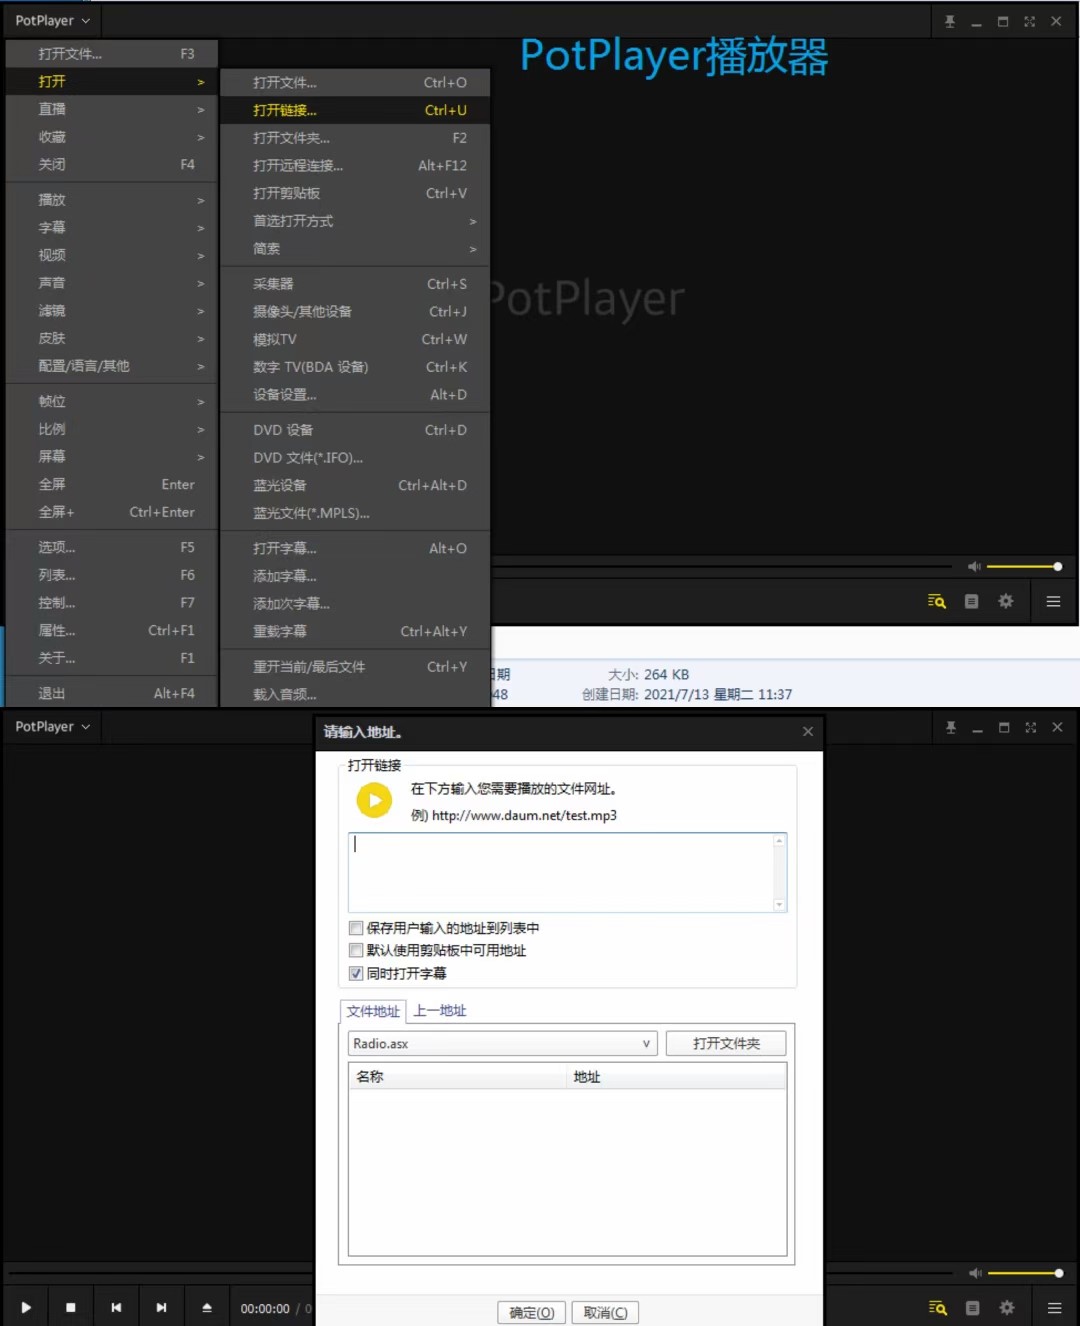 PotPlayer
PotPlayer播放器
打开文件... F3
打开 >
直播 >
收藏 >
关闭 F4
播放 >
字幕 >
视频 >
声音 >
滤镜 >
皮肤 >
配置/语言/其他 >
帧位 >
比例 >
屏幕 >
全屏 Enter
全屏+ Ctrl+Enter
选项... F5
列表... F6
控制... F7
属性... Ctrl+F1
关于... F1
退出 Alt+F4
打开文件... Ctrl+O
打开链接... Ctrl+U
打开文件夹... F2
打开远程连接... Alt+F12
打开剪贴板 Ctrl+V
首选打开方式 >
简索 >
采集器 Ctrl+S
摄像头/其他设备 Ctrl+J
模拟TV Ctrl+W
数字 TV(BDA 设备) Ctrl+K
设备设置... Alt+D
DVD 设备 Ctrl+D
DVD 文件(*.IFO)...
蓝光设备 Ctrl+Alt+D
蓝光文件(*.MPLS)...
打开字幕... Alt+O
添加字幕...
添加次字幕...
重载字幕 Ctrl+Alt+Y
重开当前/最后文件 Ctrl+Y
载入音频...
PotPlayer
日期 大小: 264 KB
48 创建日期: 2021/7/13 星期二 11:37
PotPlayer
请输入地址。
打开链接
在下方输入您需要播放的文件网址。
例) http://www.daum.net/test.mp3
保存用户输入的地址到列表中
默认使用剪贴板中可用地址
同时打开字幕
文件地址 上一地址
Radio.asx 打开文件夹
名称 地址
00:00:00 / 0
确定(O) 取消(C)